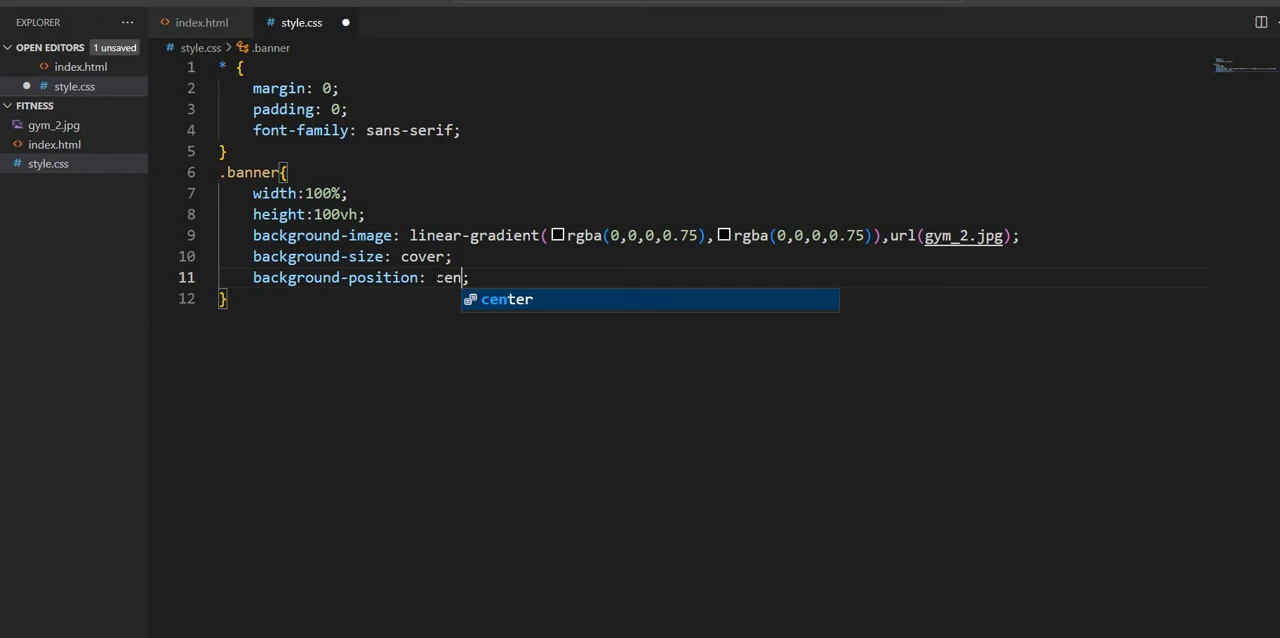 EXPLORER ...
OPEN EDITORS 1 unsaved
index.html
# style.css
FITNESS
gym_2.jpg
index.html
# style.css
index.html
# style.css
# style.css > .banner
1 * {
2 margin: 0;
3 padding: 0;
4 font-family: sans-serif;
5 }
6 .banner{
7 width:100%;
8 height:100vh;
9 background-image: linear-gradient(rgba(0,0,0,0.75),rgba(0,0,0,0.75)),url(gym_2.jpg);
10 background-size: cover;
11 background-position: cen;
center
12 }